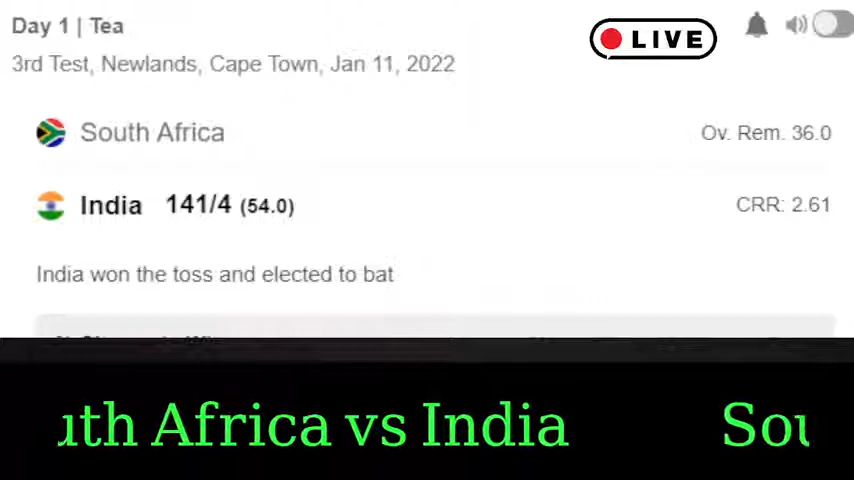 Day 1 | Tea
LIVE
3rd Test, Newlands, Cape Town, Jan 11, 2022
South Africa Ov. Rem. 36.0
India 141/4 (54.0) CRR: 2.61
India won the toss and elected to bat
uth Africa vs India Sou